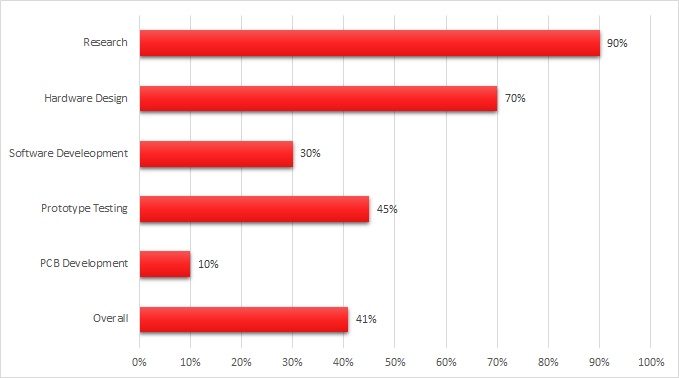 Research 90%
Hardware Design 70%
Software Develeopment 30%
Prototype Testing 45%
PCB Development 10%
Overall 41%
0% 10% 20% 30% 40% 50% 60% 70% 80% 90% 100%